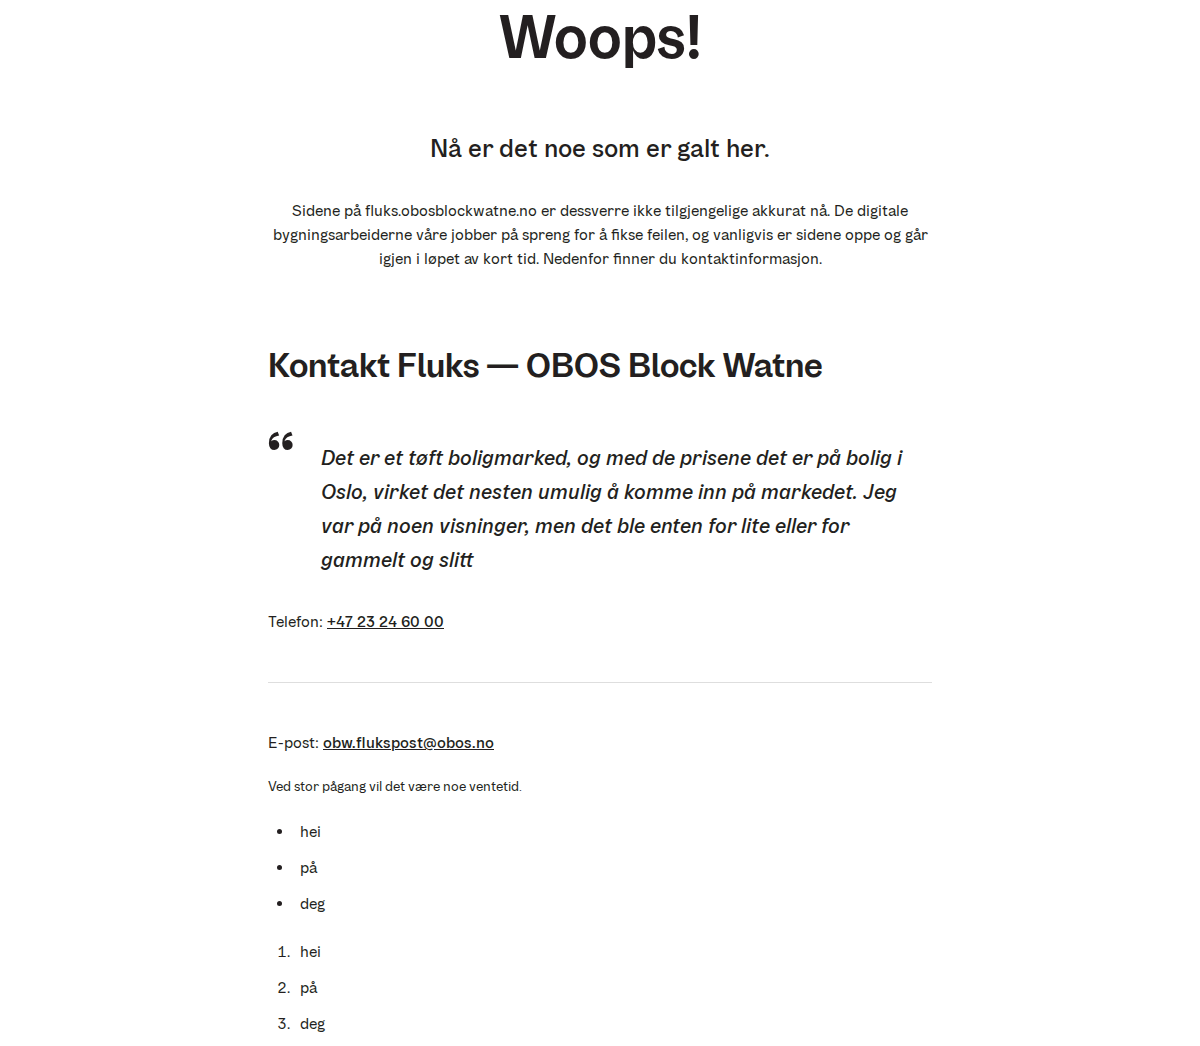 Woops!
Nå er det noe som er galt her.
Sidene på fluks.obosblockwatne.no er dessverre ikke tilgjengelige akkurat nå. De digitale
bygningsarbeiderne våre jobber på spreng for å fikse feilen, og vanligvis er sidene oppe og går
igjen i løpet av kort tid. Nedenfor finner du kontaktinformasjon.
Kontakt Fluks — OBOS Block Watne
“ Det er et tøft boligmarked, og med de prisene det er på bolig i
Oslo, virket det nesten umulig å komme inn på markedet. Jeg
var på noen visninger, men det ble enten for lite eller for
gammelt og slitt
Telefon: +47 23 24 60 00
E-post: obw.flukspost@obos.no
Ved stor pågang vil det være noe ventetid.
• hei
• på
• deg
1. hei
2. på
3. deg